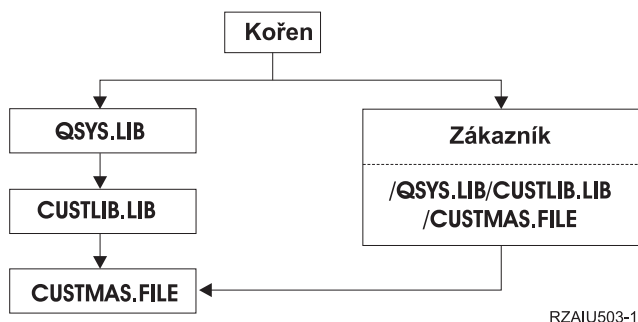 Kořen
QSYS.LIB
CUSTLIB.LIB
CUSTMAS.FILE
Zákazník
/QSYS.LIB/CUSTLIB.LIB
/CUSTMAS.FILE
RZAIU503-1